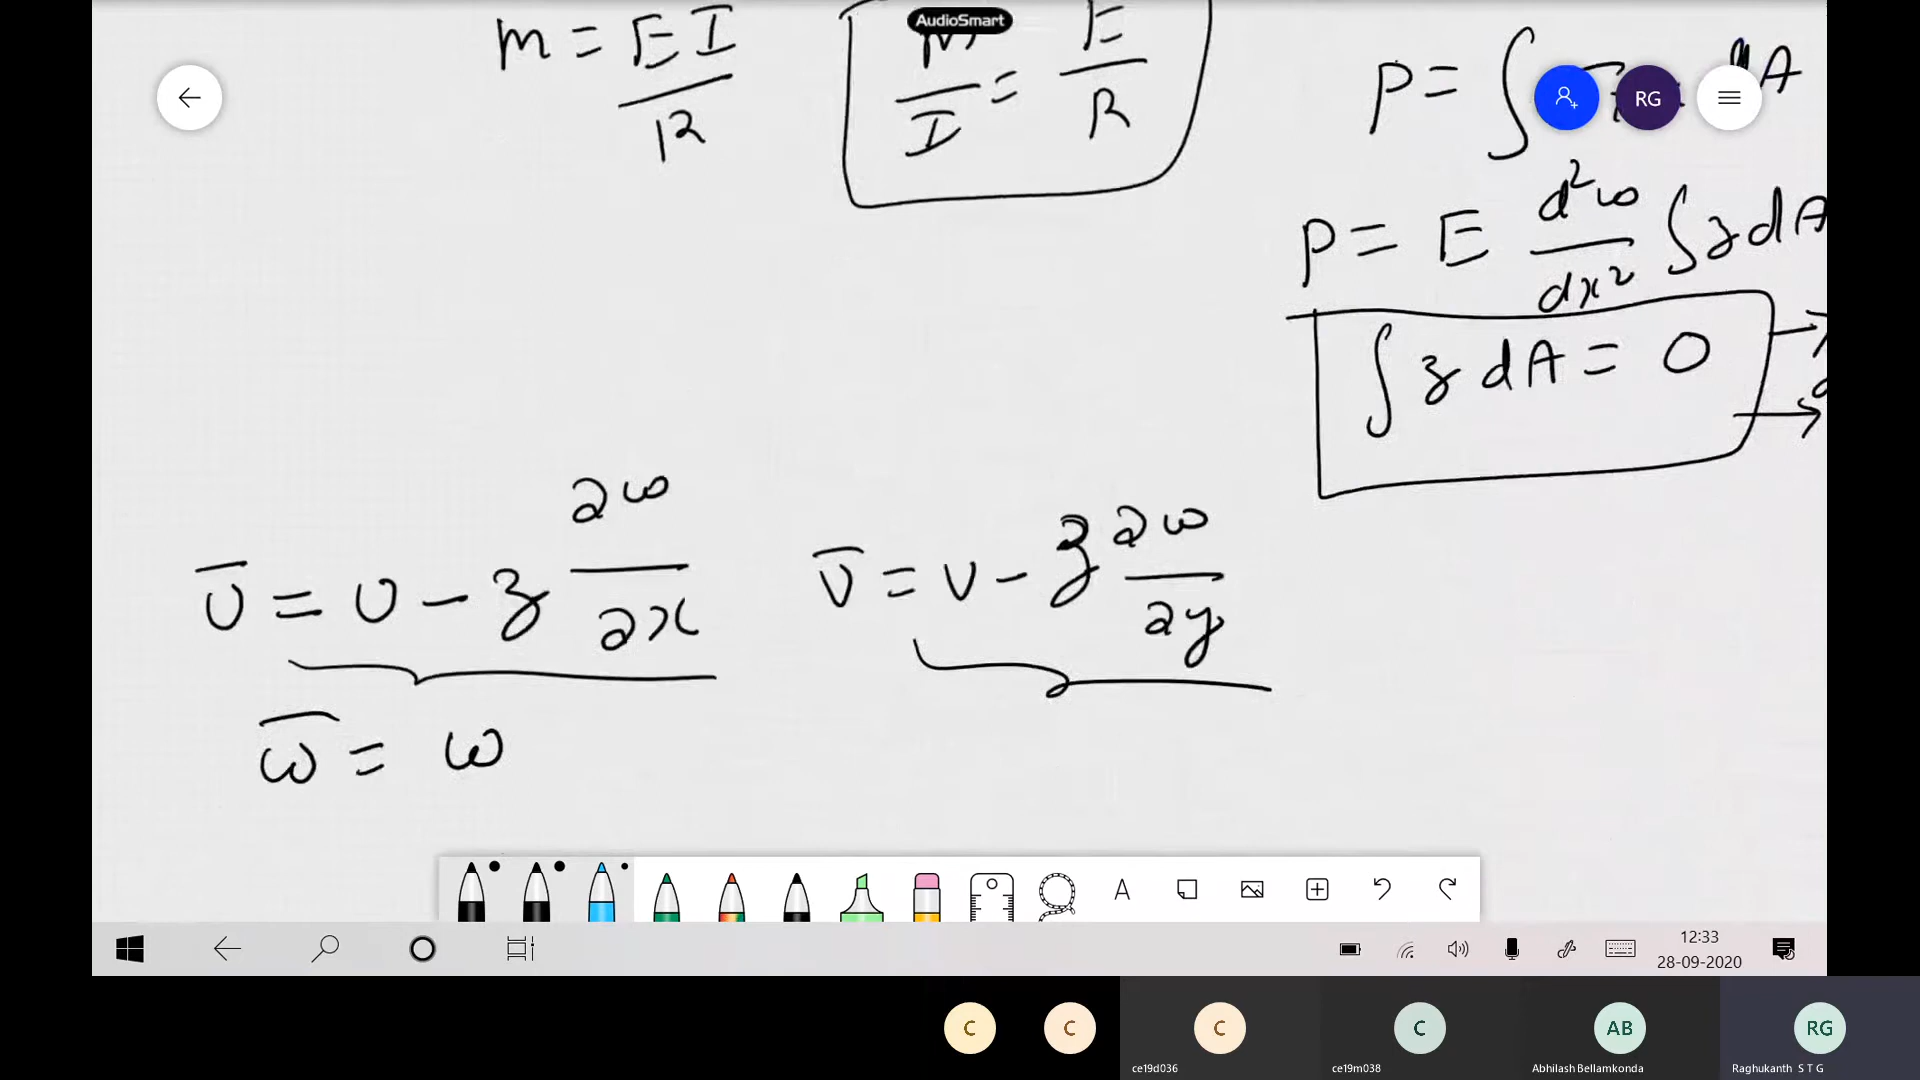 AudioSmart
m = EI/R
M/I = E/R
P = ∫ dA
RG
P = E d²w/dx² ∫ z dA
∫ z dA = 0
ū = u - z ∂w/∂x
v̄ = v - z ∂w/∂y
w̄ = w
A
12:33
28-09-2020
C
C
C
C
AB
RG
ce19d036
ce19m038
Abhilash Bellamkonda
Raghukanth S T G